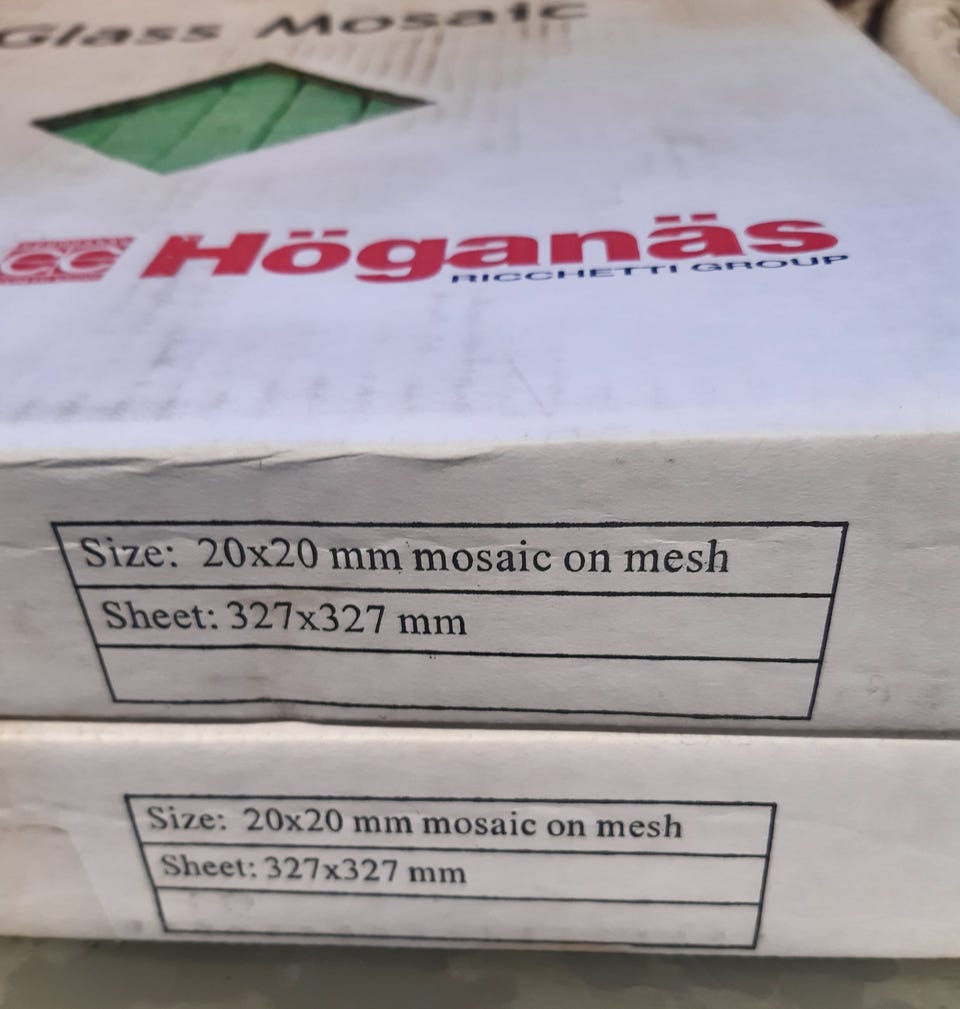 Glass Mosaic
Höganäs
RICCHETTI GROUP
Size: 20x20 mm mosaic on mesh
Sheet: 327x327 mm
Size: 20x20 mm mosaic on mesh
Sheet: 327x327 mm